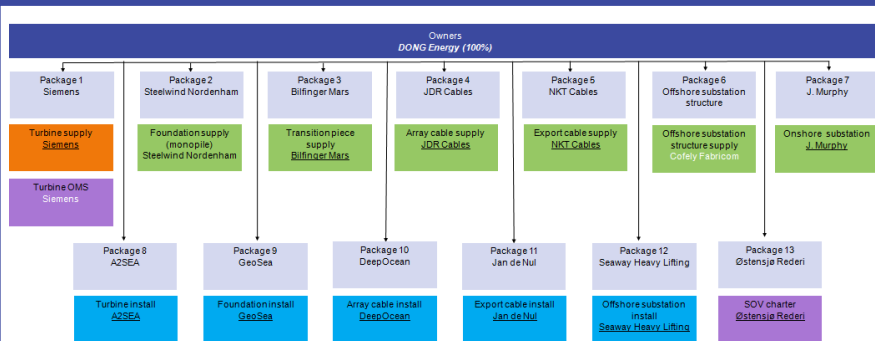 Owners
DONG Energy (100%)
Package 1
Siemens
Package 2
Steelwind Nordenham
Package 3
Bilfinger Mars
Package 4
JDR Cables
Package 5
NKT Cables
Package 6
Offshore substation
structure
Package 7
J. Murphy
Turbine supply
Siemens
Foundation supply
(monopile)
Steelwind Nordenham
Transition piece
supply
Bilfinger Mars
Array cable supply
JDR Cables
Export cable supply
NKT Cables
Offshore substation
structure supply
Cofely Fabricom
Onshore substation
J. Murphy
Turbine OMS
Siemens
Package 8
A2SEA
Package 9
GeoSea
Package 10
DeepOcean
Package 11
Jan de Nul
Package 12
Seaway Heavy Lifting
Package 13
Østensjø Rederi
Turbine install
A2SEA
Foundation install
GeoSea
Array cable install
DeepOcean
Export cable install
Jan de Nul
Offshore substation
install
Seaway Heavy Lifting
SOV charter
Østensjø Rederi